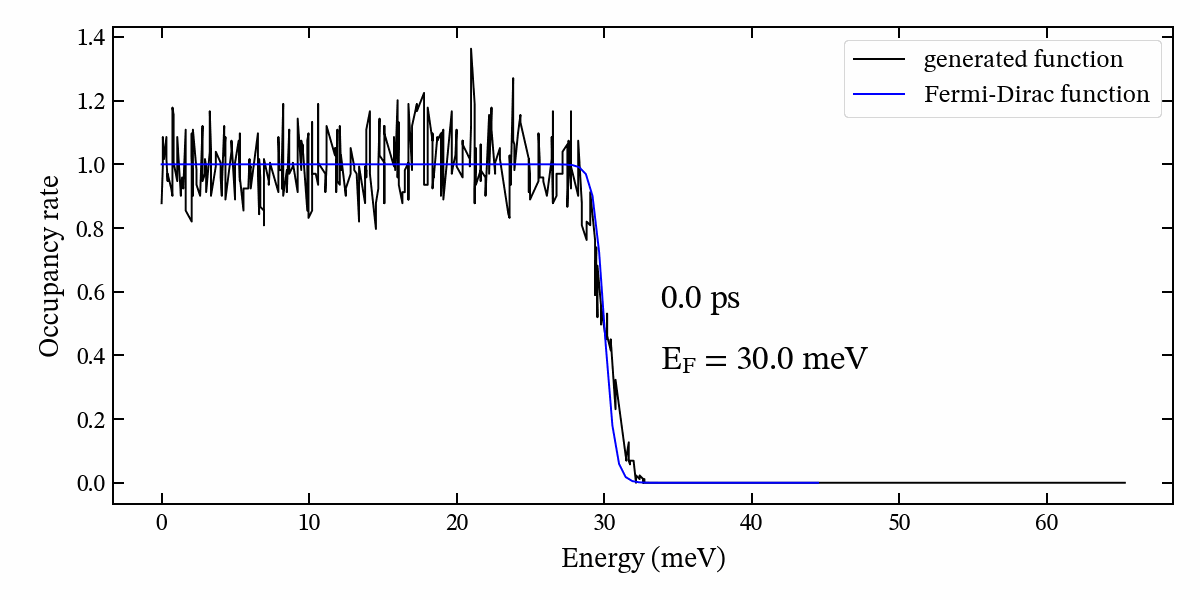 1.4
1.2
1.0
0.8
0.6
0.4
0.2
0.0
Occupancy rate
generated function
Fermi-Dirac function
0.0 ps
E_F = 30.0 meV
0 10 20 30 40 50 60
Energy (meV)